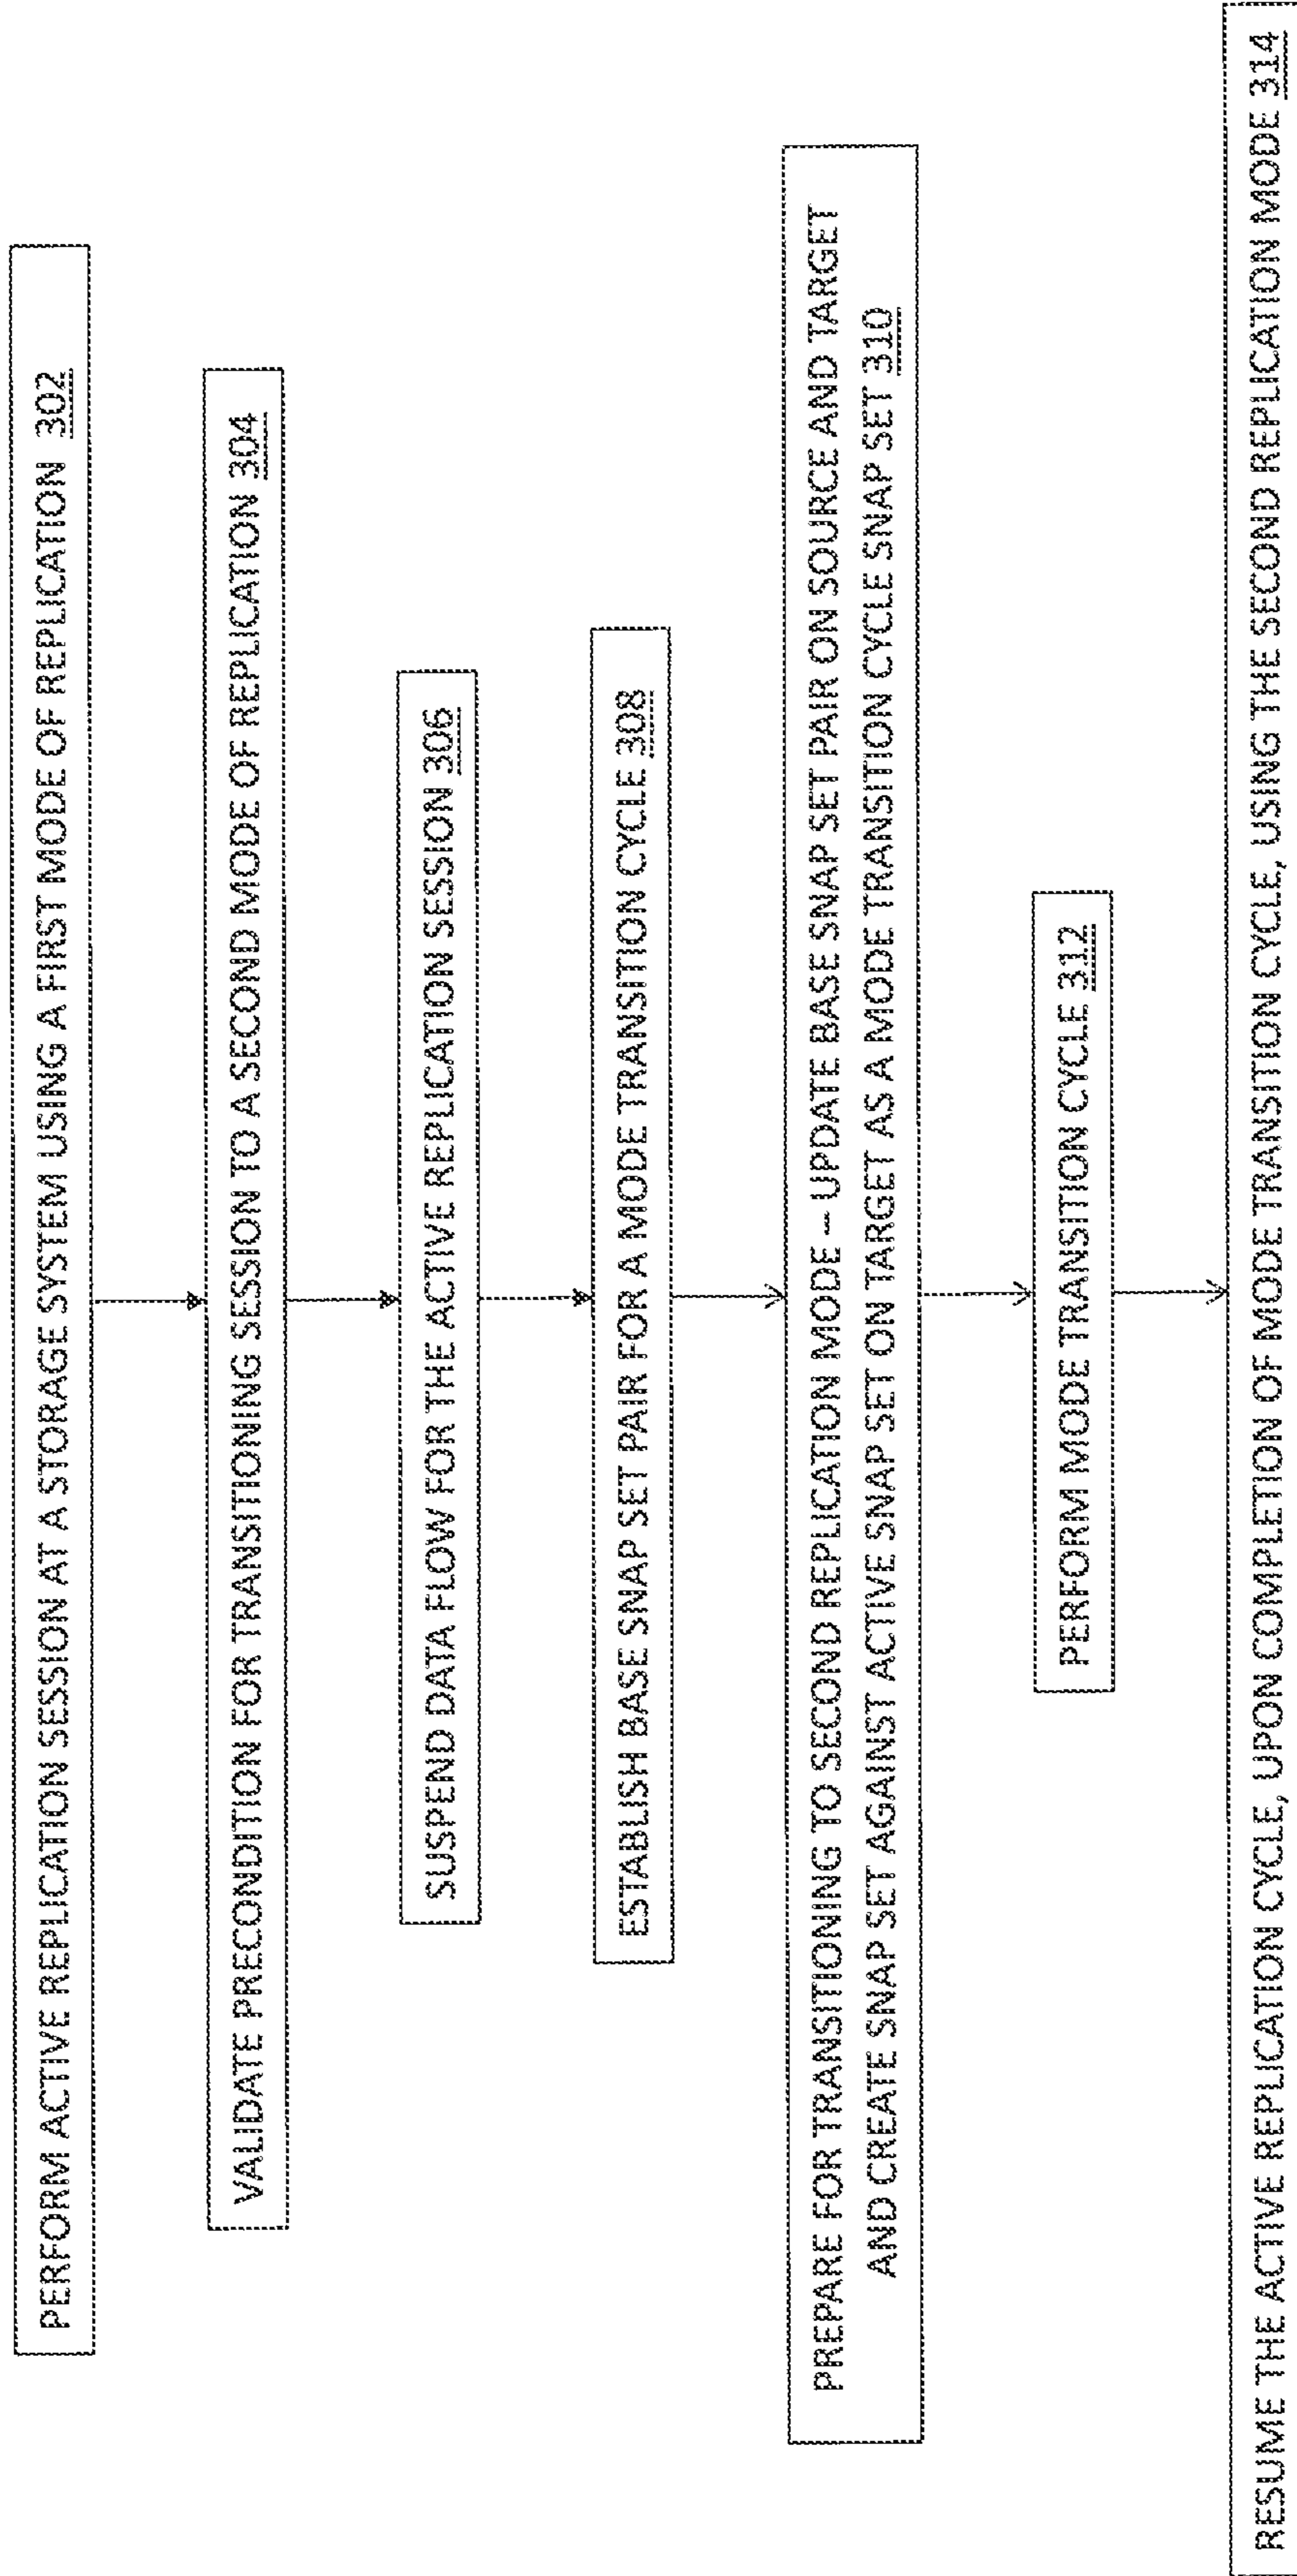 PERFORM ACTIVE REPLICATION SESSION AT A STORAGE SYSTEM USING A FIRST MODE OF REPLICATION 302
VALIDATE PRECONDITION FOR TRANSITIONING SESSION TO A SECOND MODE OF REPLICATION 304
SUSPEND DATA FLOW FOR THE ACTIVE REPLICATION SESSION 306
ESTABLISH BASE SNAP SET PAIR FOR A MODE TRANSITION CYCLE 308
PREPARE FOR TRANSITIONING TO SECOND REPLICATION MODE – UPDATE BASE SNAP SET PAIR ON SOURCE AND TARGET
AND CREATE SNAP SET AGAINST ACTIVE SNAP SET ON TARGET AS A MODE TRANSITION CYCLE SNAP SET 310
PERFORM MODE TRANSITION CYCLE 312
RESUME THE ACTIVE REPLICATION CYCLE, UPON COMPLETION OF MODE TRANSITION CYCLE, USING THE SECOND REPLICATION MODE 314